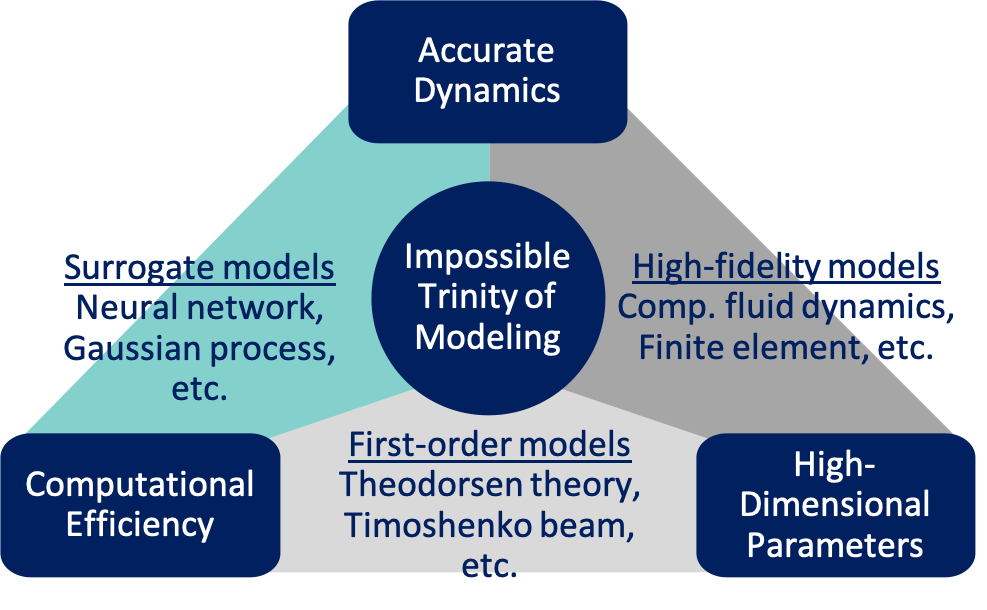 Accurate
Dynamics
Impossible
Trinity of
Modeling
Surrogate models
Neural network,
Gaussian process,
etc.
High-fidelity models
Comp. fluid dynamics,
Finite element, etc.
First-order models
Theodorsen theory,
Timoshenko beam,
etc.
Computational
Efficiency
High-
Dimensional
Parameters